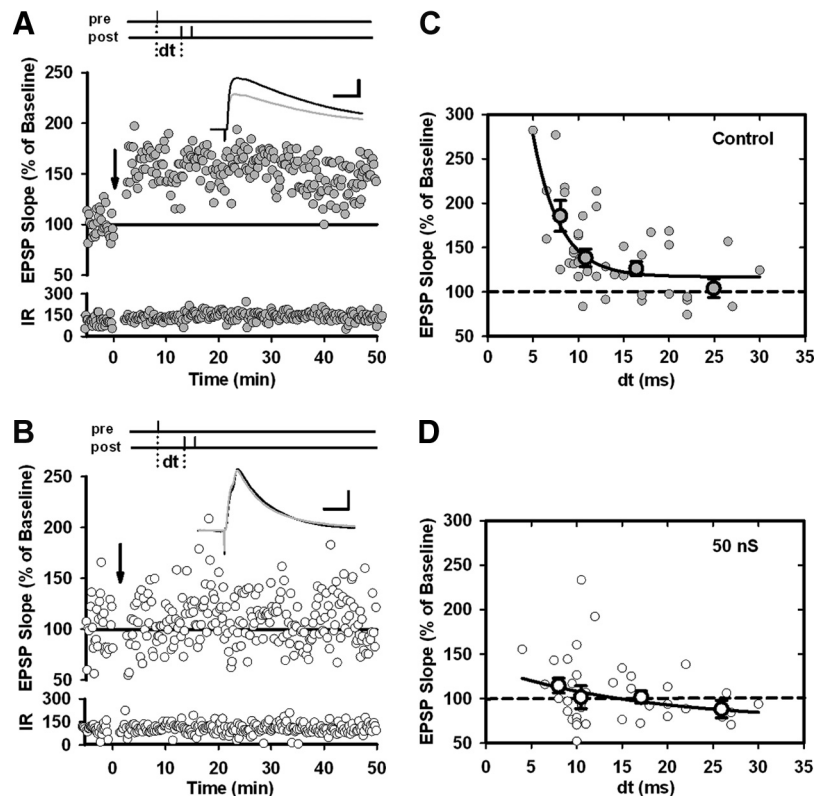 A
pre
post
dt
EPSP Slope (% of Baseline)
250
200
150
100
50
IR
300
150
0
0 10 20 30 40 50
Time (min)
B
pre
post
dt
EPSP Slope (% of Baseline)
250
200
150
100
50
IR
300
150
0
0 10 20 30 40 50
Time (min)
C
Control
EPSP Slope (% of Baseline)
300
250
200
150
100
50
0 5 10 15 20 25 30 35
dt (ms)
D
50 nS
EPSP Slope (% of Baseline)
300
250
200
150
100
50
0 5 10 15 20 25 30 35
dt (ms)